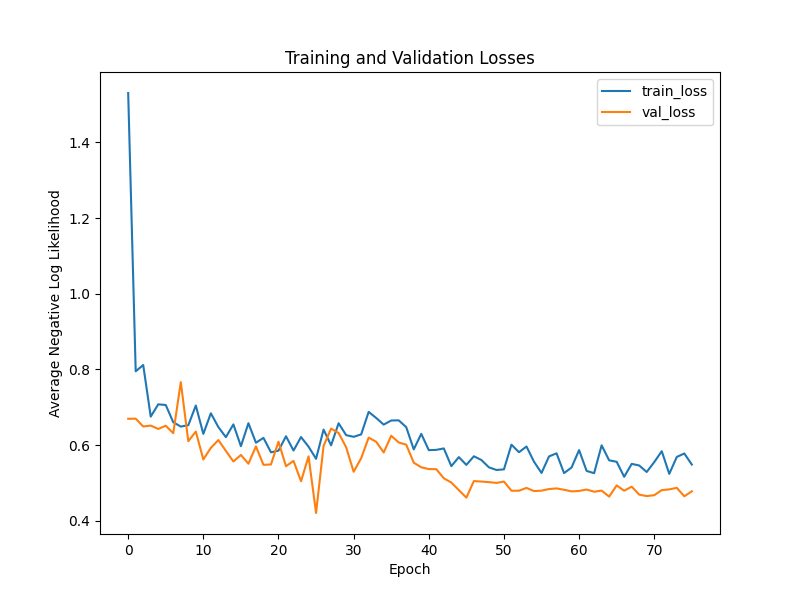 Training and Validation Losses
train_loss
val_loss
Average Negative Log Likelihood
1.4
1.2
1.0
0.8
0.6
0.4
0 10 20 30 40 50 60 70
Epoch